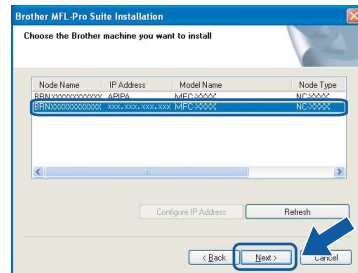 Brother MFL-Pro Suite Installation
Choose the Brother machine you want to install
Node Name IP Address Model Name Node Type
BRNXXXXXXXXXXXX APIPA MFC-XXXX NC-XXXX
BRNXXXXXXXXXXXX xxx.xxx.xxx.xxx MFC-XXXX NC-XXXX
Configure IP Address Refresh
< Back Next > Cancel